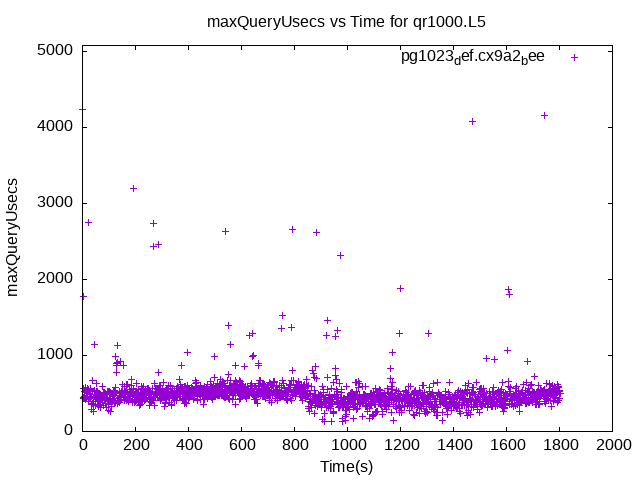 maxQueryUsecs vs Time for qr1000.L5
pg1023def.cx9a2bee
maxQueryUsecs
5000
4000
3000
2000
1000
0
0 200 400 600 800 1000 1200 1400 1600 1800 2000
Time(s)